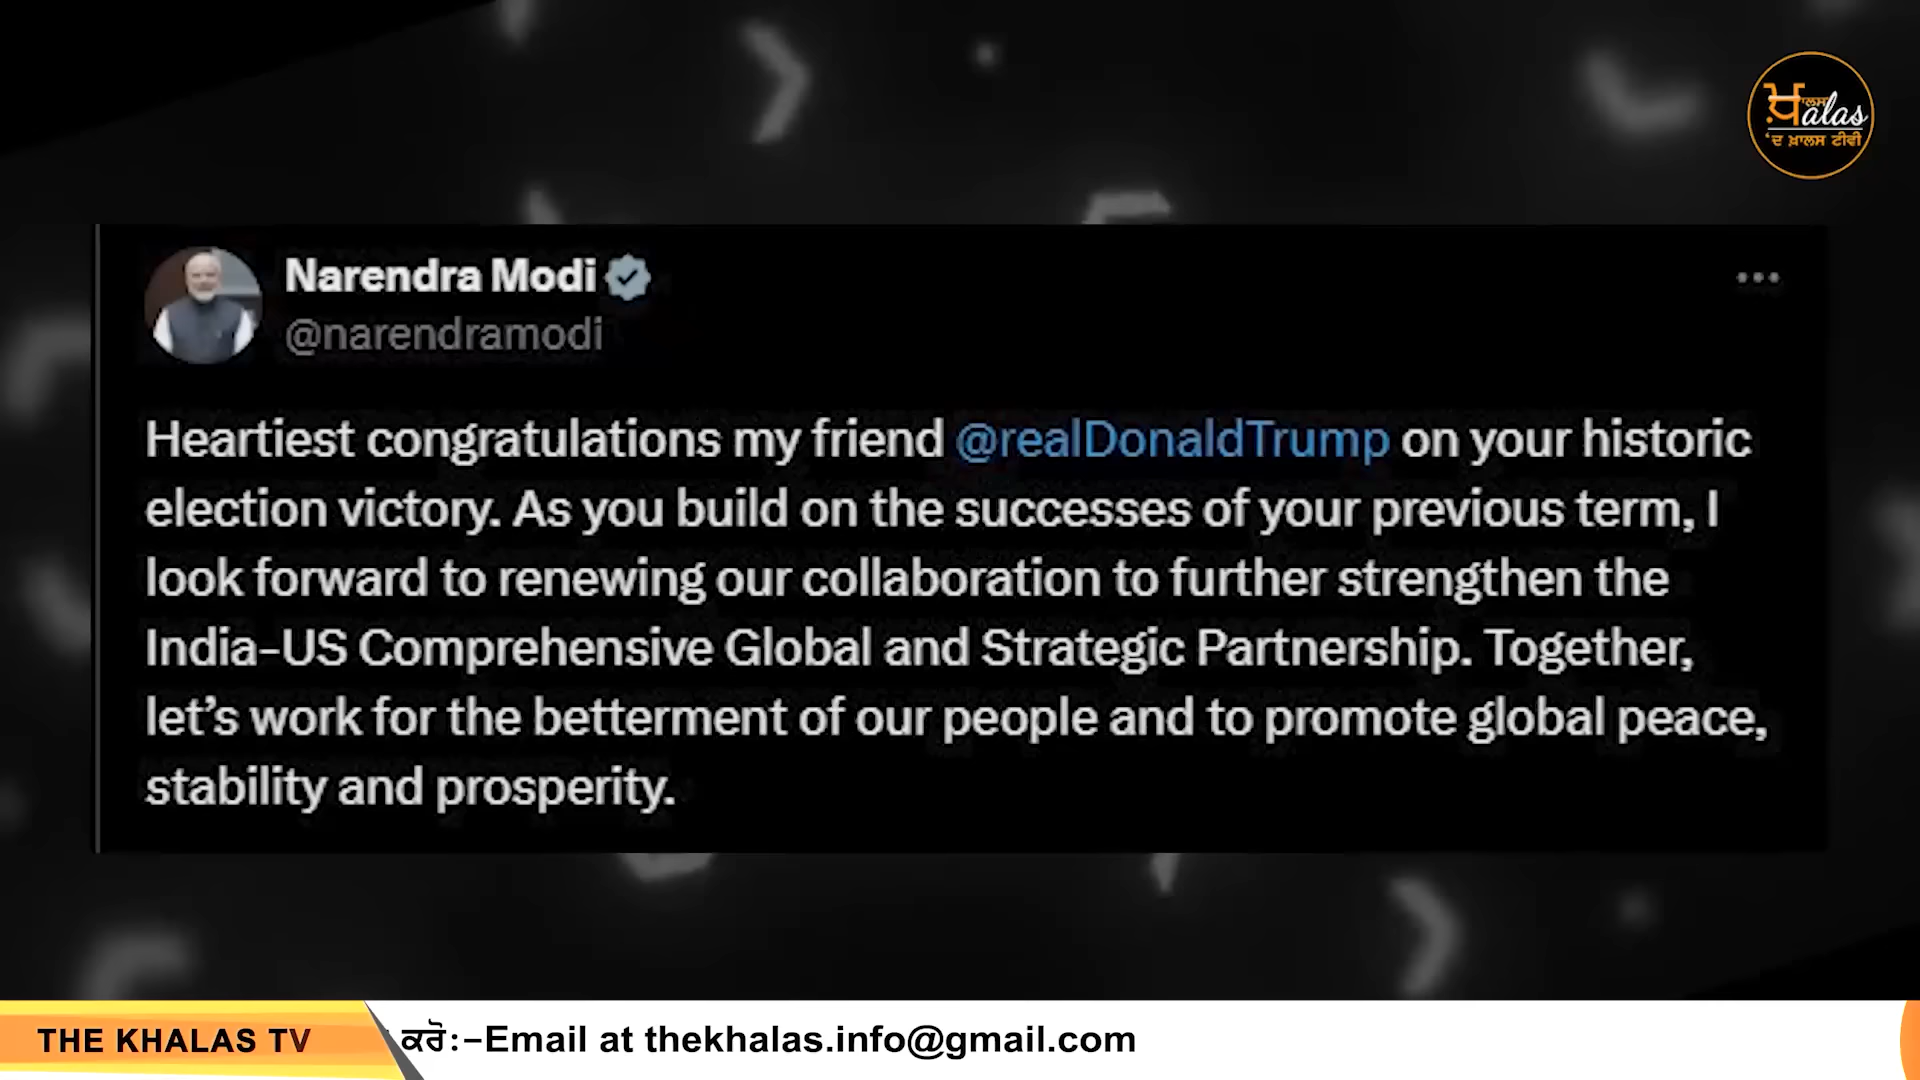 ਖ਼ਾਲਸ
Khalas
'ਦ ਖ਼ਾਲਸ ਟੀਵੀ
Narendra Modi
@narendramodi
Heartiest congratulations my friend @realDonaldTrump on your historic
election victory. As you build on the successes of your previous term, I
look forward to renewing our collaboration to further strengthen the
India-US Comprehensive Global and Strategic Partnership. Together,
let’s work for the betterment of our people and to promote global peace,
stability and prosperity.
THE KHALAS TV
ਕਰੋ:-Email at thekhalas.info@gmail.com